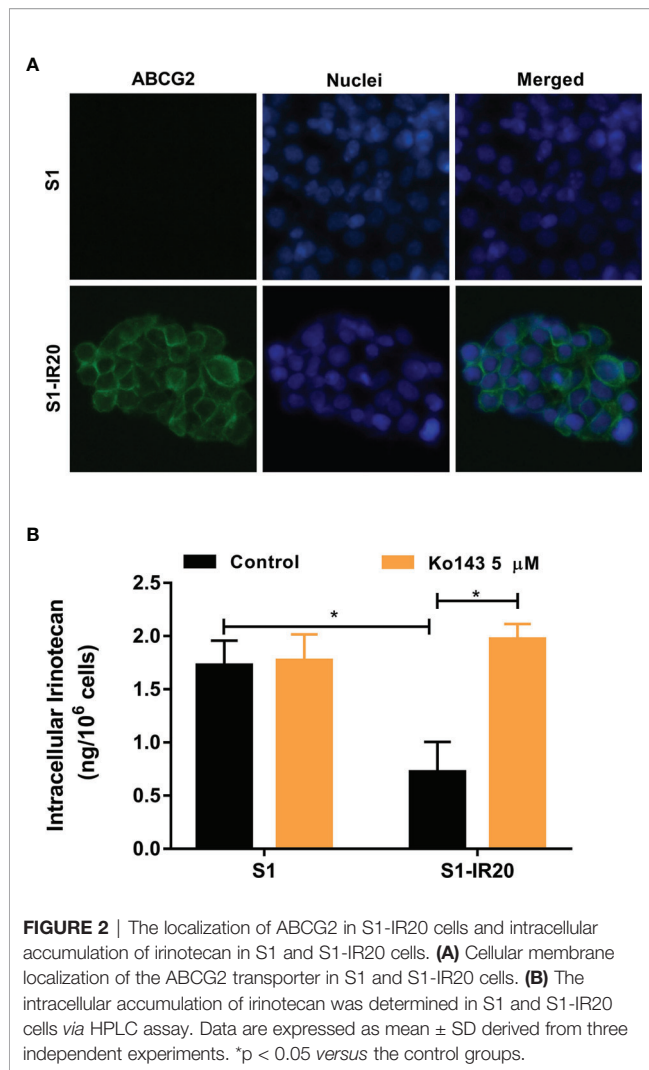 A
ABCG2 Nuclei Merged
S1
S1-IR20
B
Control Ko143 5 μM
* *
Intracellular Irinotecan
(ng/10⁶ cells)
2.5
2.0
1.5
1.0
0.5
0.0
S1 S1-IR20
FIGURE 2 | The localization of ABCG2 in S1-IR20 cells and intracellular
accumulation of irinotecan in S1 and S1-IR20 cells. (A) Cellular membrane
localization of the ABCG2 transporter in S1 and S1-IR20 cells. (B) The
intracellular accumulation of irinotecan was determined in S1 and S1-IR20
cells via HPLC assay. Data are expressed as mean ± SD derived from three
independent experiments. *p < 0.05 versus the control groups.